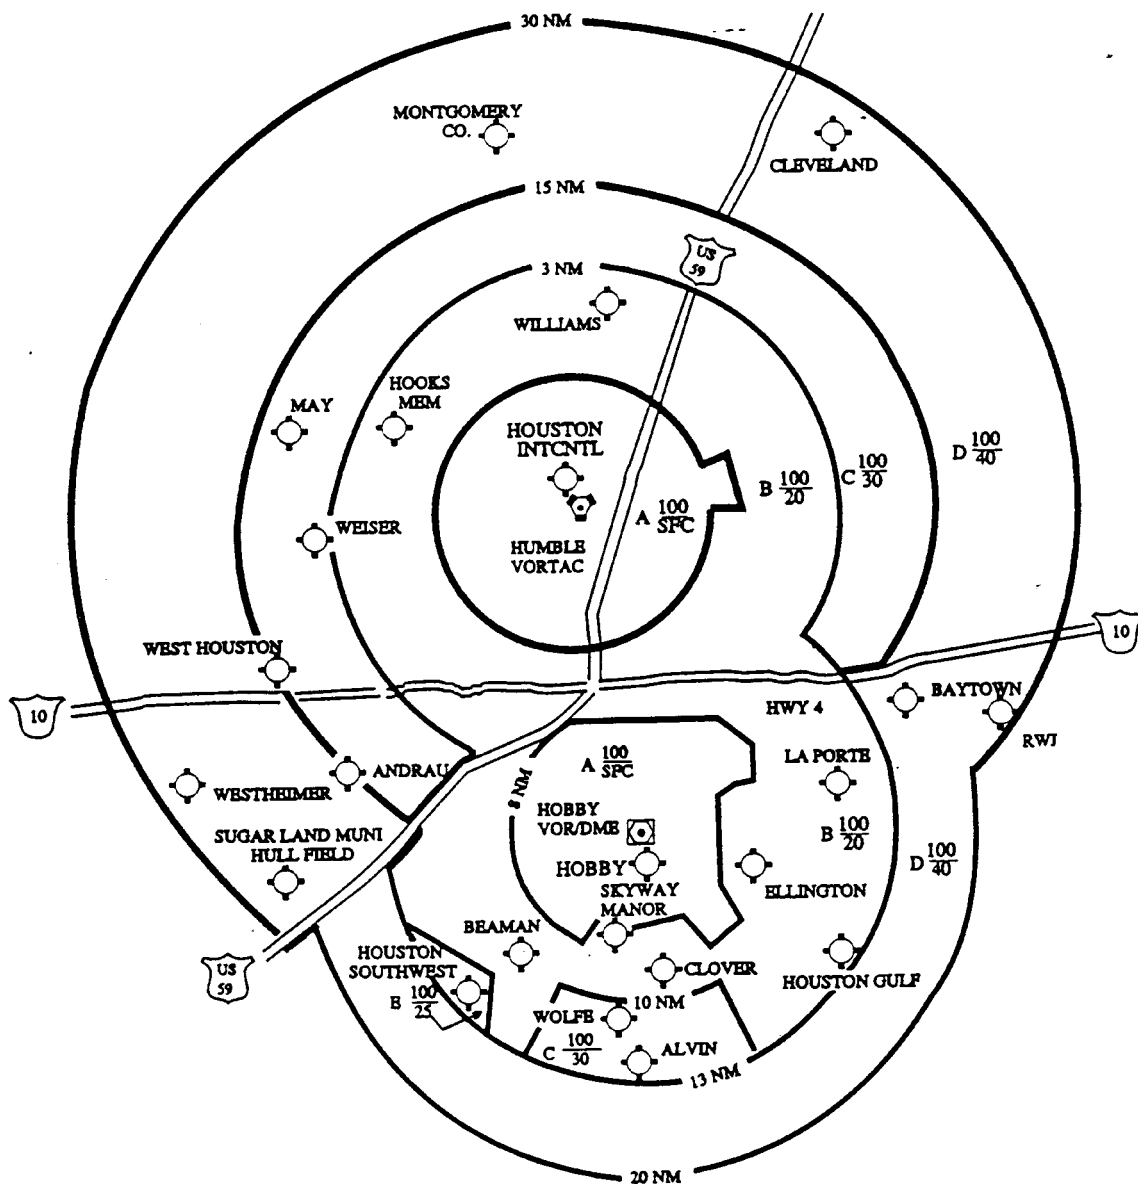 30 NM
MONTGOMERY
CO.
CLEVELAND
15 NM
US
59
3 NM
WILLIAMS
HOOKS
MEM
MAY
HOUSTON
INTCNTL
D 100/40
C 100/30
B 100/20
A 100/SFC
WEISER
HUMBLE
VORTAC
10
WEST HOUSTON
10
BAYTOWN
HWY 4
RWJ
LA PORTE
A 100/SFC
ANDRAU
WESTHEIMER
8 NM
HOBBY
VOR/DME
SUGAR LAND MUNI
HULL FIELD
B 100/20
D 100/40
HOBBY
ELLINGTON
SKYWAY
MANOR
BEAMAN
HOUSTON
SOUTHWEST
CLOVER
HOUSTON GULF
US
59
E 100/25
10 NM
WOLFE
C 100/30
ALVIN
13 NM
20 NM